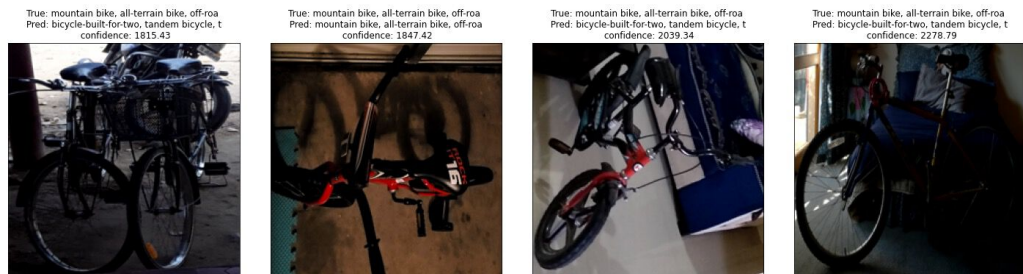 True: mountain bike, all-terrain bike, off-roa
Pred: bicycle-built-for-two, tandem bicycle, t
confidence: 1815.43
True: mountain bike, all-terrain bike, off-roa
Pred: mountain bike, all-terrain bike, off-roa
confidence: 1847.42
True: mountain bike, all-terrain bike, off-roa
Pred: bicycle-built-for-two, tandem bicycle, t
confidence: 2039.34
True: mountain bike, all-terrain bike, off-roa
Pred: bicycle-built-for-two, tandem bicycle, t
confidence: 2278.79
16